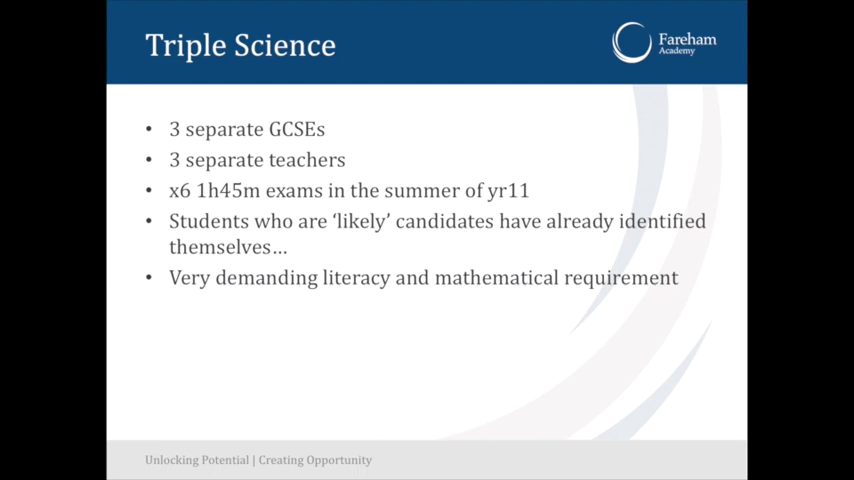 Triple Science
Fareham
Academy
• 3 separate GCSEs
• 3 separate teachers
• x6 1h45m exams in the summer of yr11
• Students who are ‘likely’ candidates have already identified
themselves…
• Very demanding literacy and mathematical requirement
Unlocking Potential | Creating Opportunity